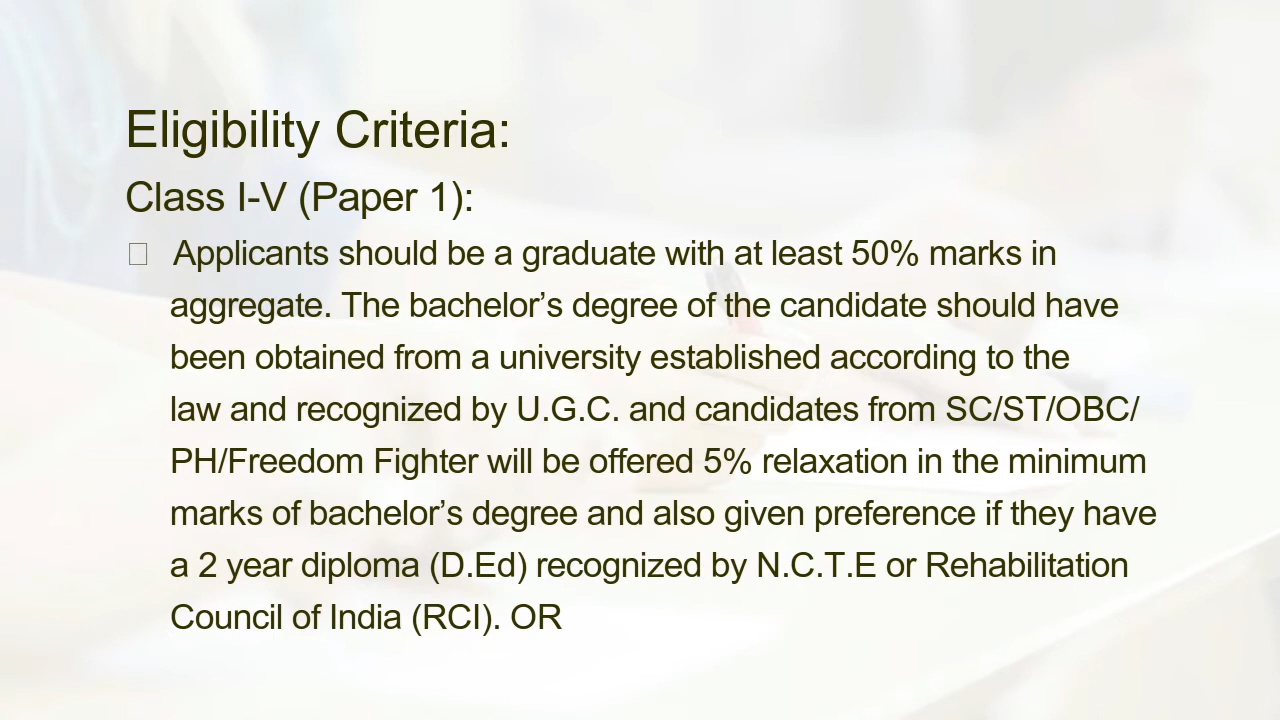 Eligibility Criteria:
Class I-V (Paper 1):
Applicants should be a graduate with at least 50% marks in
aggregate. The bachelor’s degree of the candidate should have
been obtained from a university established according to the
law and recognized by U.G.C. and candidates from SC/ST/OBC/
PH/Freedom Fighter will be offered 5% relaxation in the minimum
marks of bachelor’s degree and also given preference if they have
a 2 year diploma (D.Ed) recognized by N.C.T.E or Rehabilitation
Council of India (RCI). OR